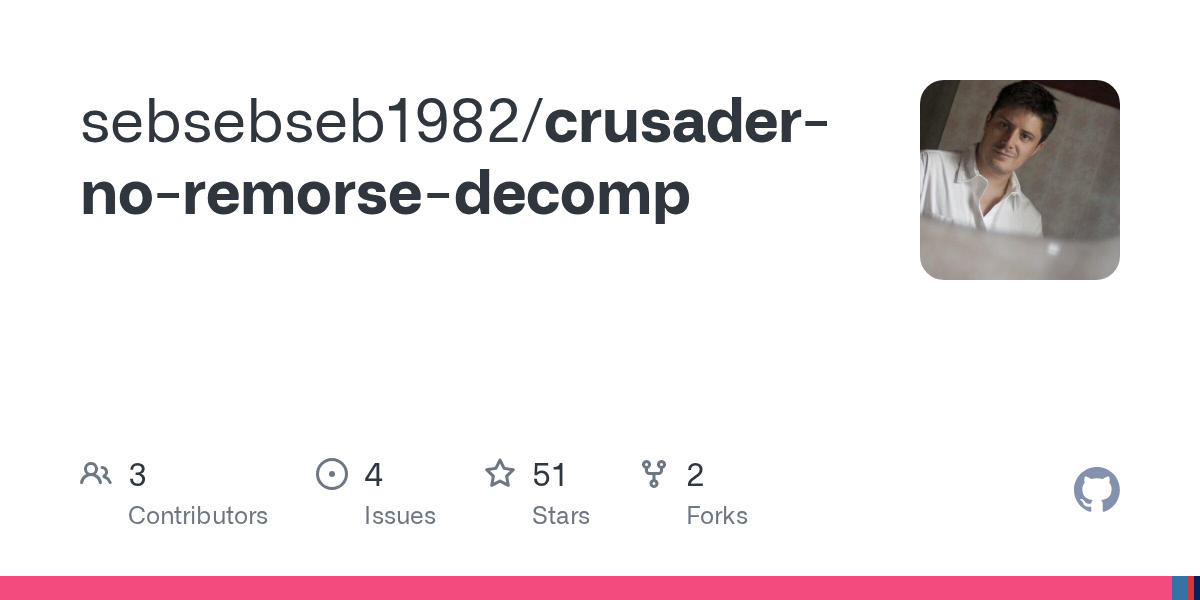 sebsebseb1982/crusader-
no-remorse-decomp
3
Contributors
4
Issues
51
Stars
2
Forks